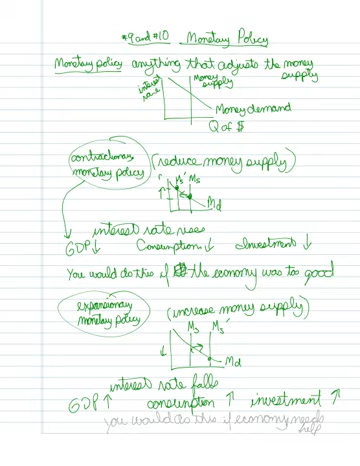 #9 and #10 Monetary Policy
Monetary policy anything that adjusts the money supply
interest rate
Money supply
Money demand
Q of $
contractionary monetary policy (reduce money supply)
Ms' Ms
Md
interest rate rises
GDP ↓ Consumption ↓ Investment ↓
You would do this if the economy was too good
expansionary monetary policy (increase money supply)
Ms Ms'
Md
interest rate falls
GDP ↑ consumption ↑ investment ↑
you would do this if economy needs help